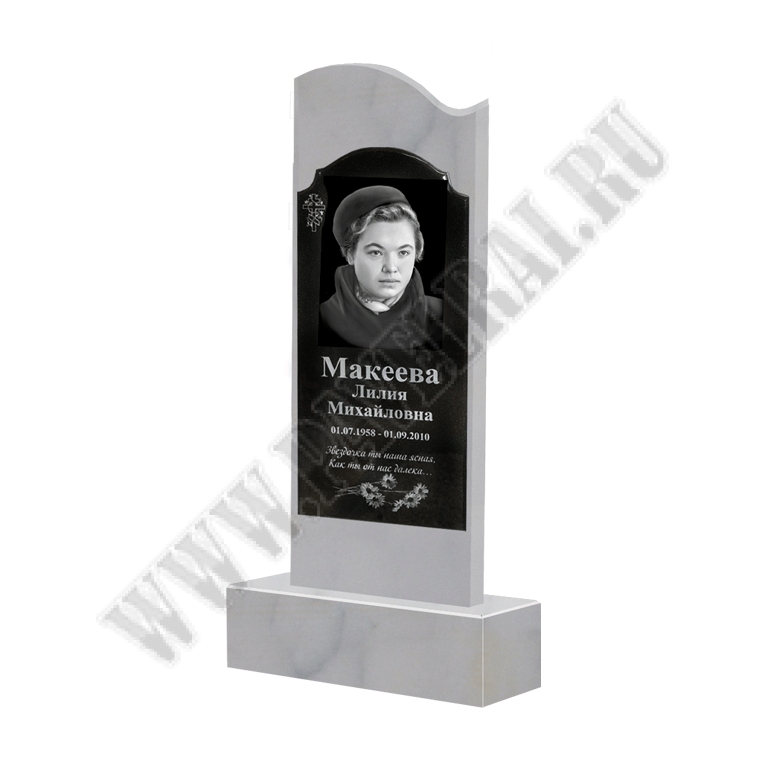 Макеева
Лилия
Михайловна
01.07.1958 - 01.09.2010
Звездочка ты наша ясная,
Как ты от нас далека...